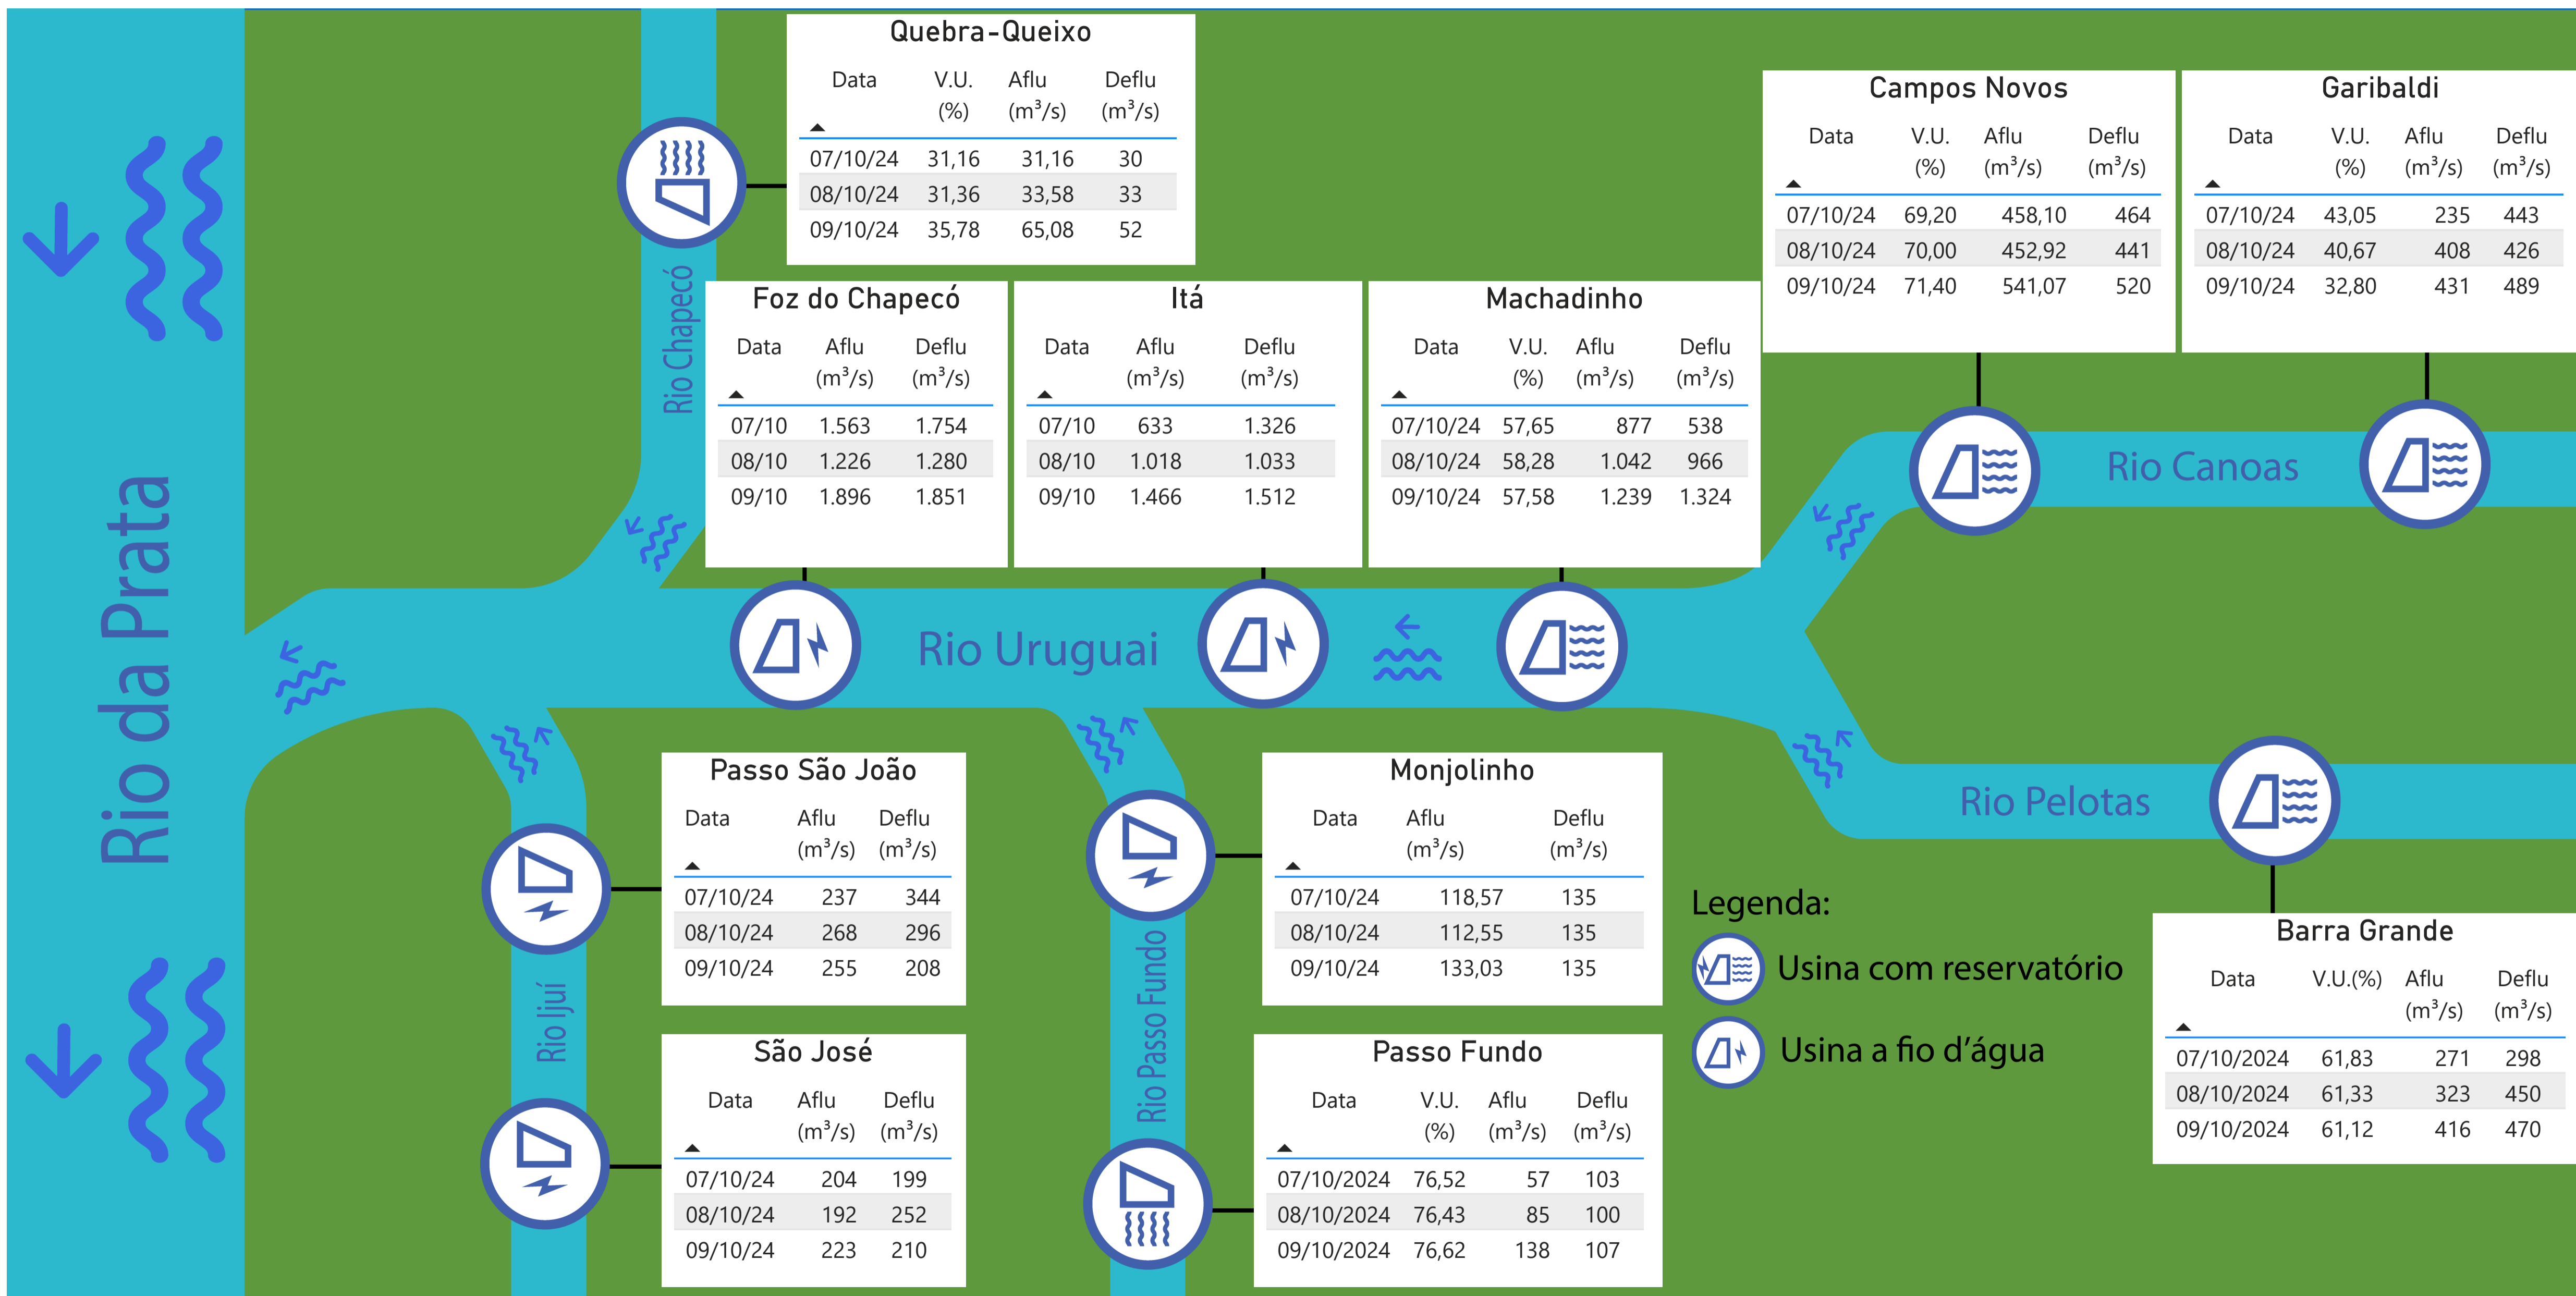 Quebra-Queixo
Data V.U. (%) Aflu (m³/s) Deflu (m³/s)
07/10/24 31,16 31,16 30
08/10/24 31,36 33,58 33
09/10/24 35,78 65,08 52
Campos Novos
Data V.U. (%) Aflu (m³/s) Deflu (m³/s)
07/10/24 69,20 458,10 464
08/10/24 70,00 452,92 441
09/10/24 71,40 541,07 520
Garibaldi
Data V.U. (%) Aflu (m³/s) Deflu (m³/s)
07/10/24 43,05 235 443
08/10/24 40,67 408 426
09/10/24 32,80 431 489
Foz do Chapecó
Data Aflu (m³/s) Deflu (m³/s)
07/10 1.563 1.754
08/10 1.226 1.280
09/10 1.896 1.851
Itá
Data Aflu (m³/s) Deflu (m³/s)
07/10 633 1.326
08/10 1.018 1.033
09/10 1.466 1.512
Machadinho
Data V.U. (%) Aflu (m³/s) Deflu (m³/s)
07/10/24 57,65 877 538
08/10/24 58,28 1.042 966
09/10/24 57,58 1.239 1.324
Rio Chapecó
Rio Canoas
Rio da Prata
Rio Uruguai
Rio Pelotas
Passo São João
Data Aflu (m³/s) Deflu (m³/s)
07/10/24 237 344
08/10/24 268 296
09/10/24 255 208
Monjolinho
Data Aflu (m³/s) Deflu (m³/s)
07/10/24 118,57 135
08/10/24 112,55 135
09/10/24 133,03 135
Legenda:
Usina com reservatório
Usina a fio d'água
Barra Grande
Data V.U.(%) Aflu (m³/s) Deflu (m³/s)
07/10/2024 61,83 271 298
08/10/2024 61,33 323 450
09/10/2024 61,12 416 470
Rio Ijuí
Rio Passo Fundo
São José
Data Aflu (m³/s) Deflu (m³/s)
07/10/24 204 199
08/10/24 192 252
09/10/24 223 210
Passo Fundo
Data V.U. (%) Aflu (m³/s) Deflu (m³/s)
07/10/2024 76,52 57 103
08/10/2024 76,43 85 100
09/10/2024 76,62 138 107